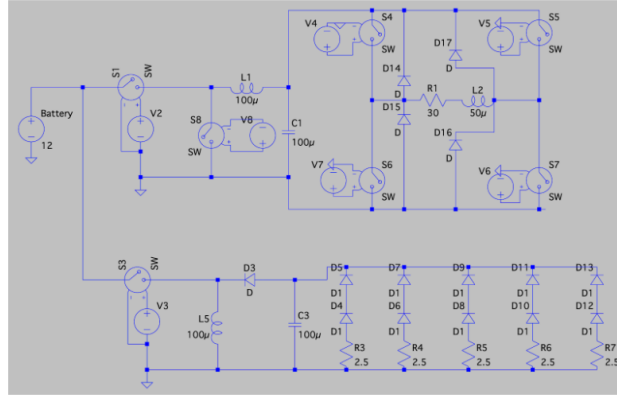 V4
S4
SW
V5
S5
SW
D17
D
D14
D
R1
30
L2
50µ
D15
D
D16
D
S1
SW
L1
100µ
Battery
12
V2
S8
SW
V8
C1
100µ
V7
S6
SW
V6
S7
SW
S3
SW
V3
D3
D
L5
100µ
C3
100µ
D5
D7
D9
D11
D13
D1
D1
D1
D1
D1
D4
D6
D8
D10
D12
D1
D1
D1
D1
D1
R3
R4
R5
R6
R7
2.5
2.5
2.5
2.5
2.5